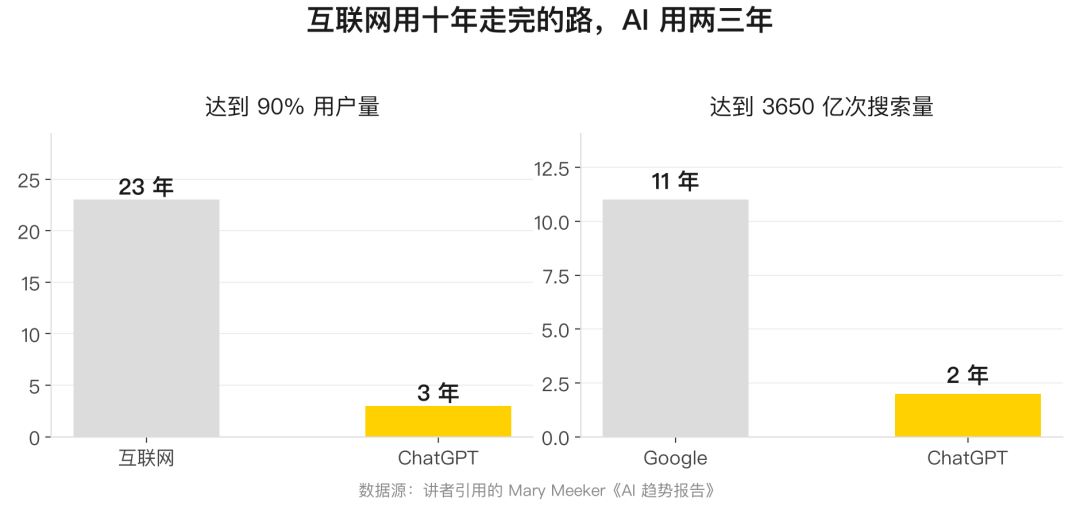 互联网用十年走完的路，AI 用两三年
达到 90% 用户量
25
20
15
10
5
0
23 年
3 年
互联网
ChatGPT
达到 3650 亿次搜索量
12.5
10.0
7.5
5.0
2.5
0.0
11 年
2 年
Google
ChatGPT
数据源：讲者引用的 Mary Meeker《AI 趋势报告》